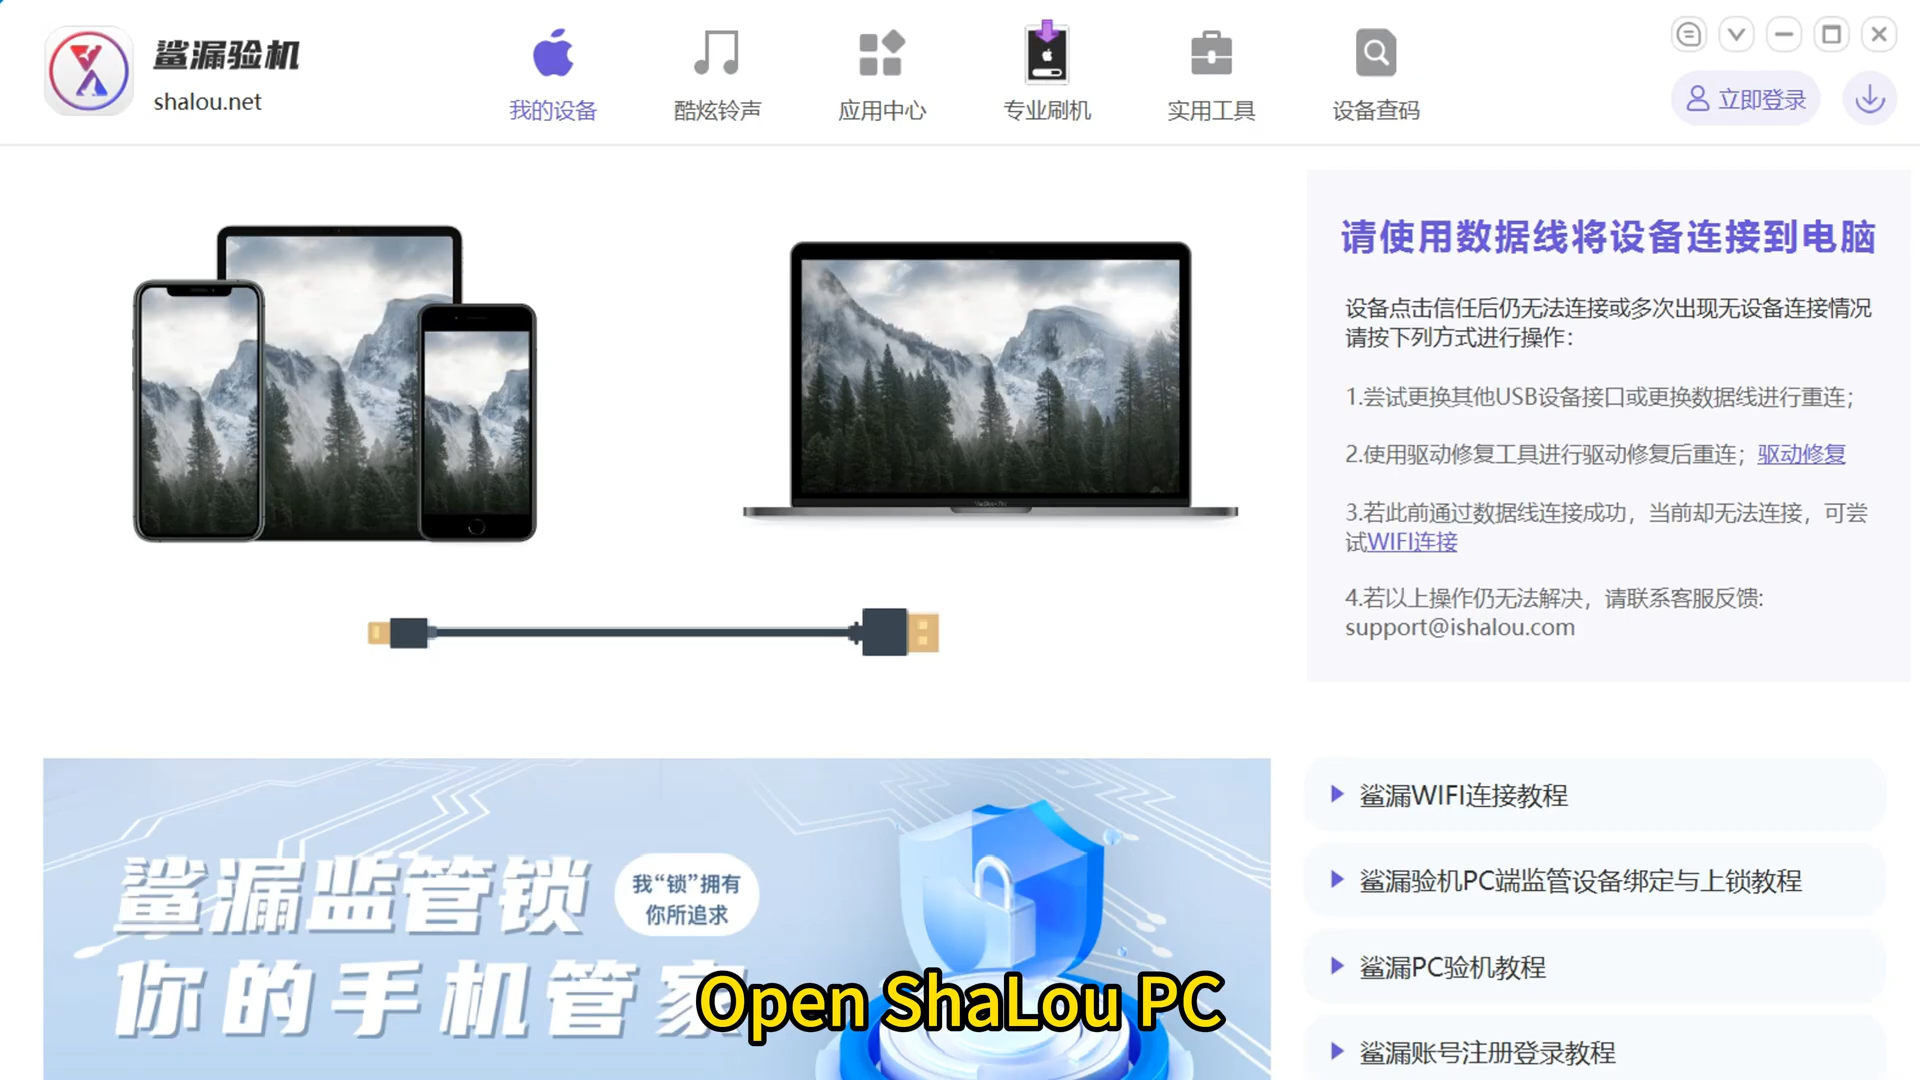 鲨漏验机
shalou.net
我的设备
酷炫铃声
应用中心
专业刷机
实用工具
设备查码
立即登录
请使用数据线将设备连接到电脑
设备点击信任后仍无法连接或多次出现无设备连接情况
请按下列方式进行操作:
1.尝试更换其他USB设备接口或更换数据线进行重连;
2.使用驱动修复工具进行驱动修复后重连; 驱动修复
3.若此前通过数据线连接成功，当前却无法连接，可尝
试WIFI连接
4.若以上操作仍无法解决，请联系客服反馈:
support@ishalou.com
鲨漏监管锁
我“锁”拥有
你所追求
你的手机管家
Open ShaLou PC
鲨漏WIFI连接教程
鲨漏验机PC端监管设备绑定与上锁教程
鲨漏PC验机教程
鲨漏账号注册登录教程